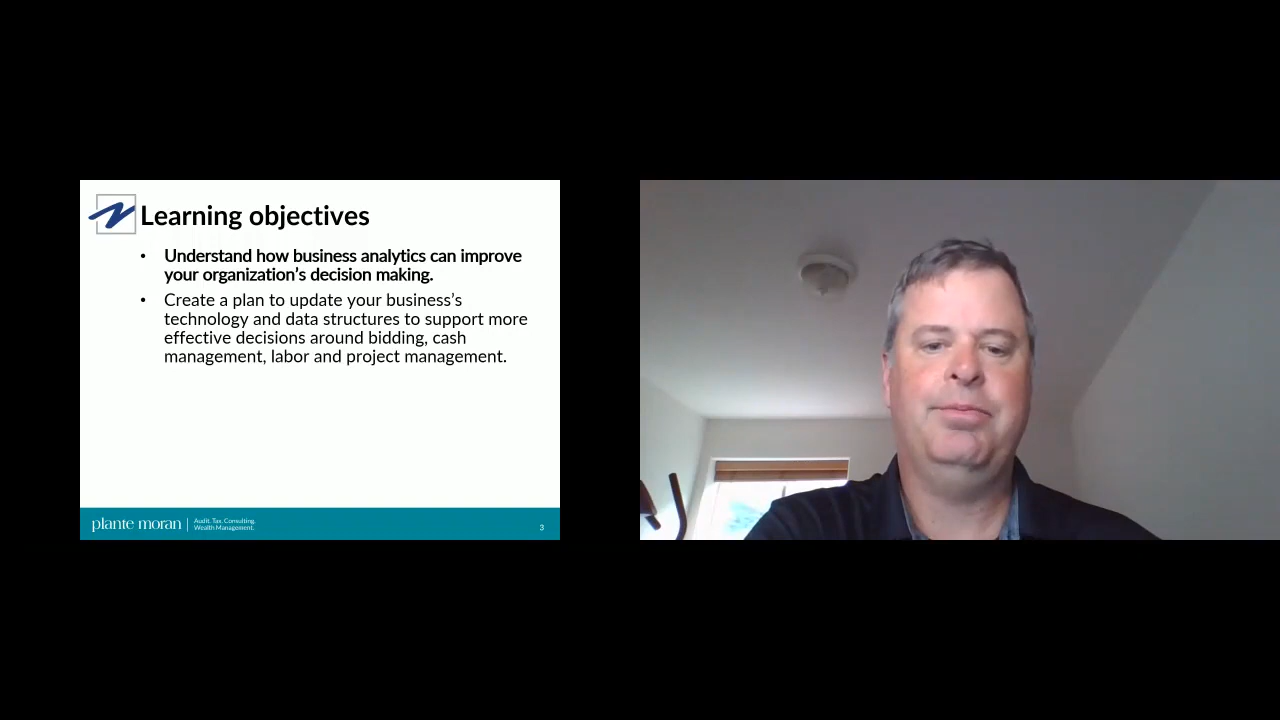 Learning objectives
• Understand how business analytics can improve
your organization's decision making.
• Create a plan to update your business's
technology and data structures to support more
effective decisions around bidding, cash
management, labor and project management.
plante moran | Audit. Tax. Consulting.
Wealth Management.
3